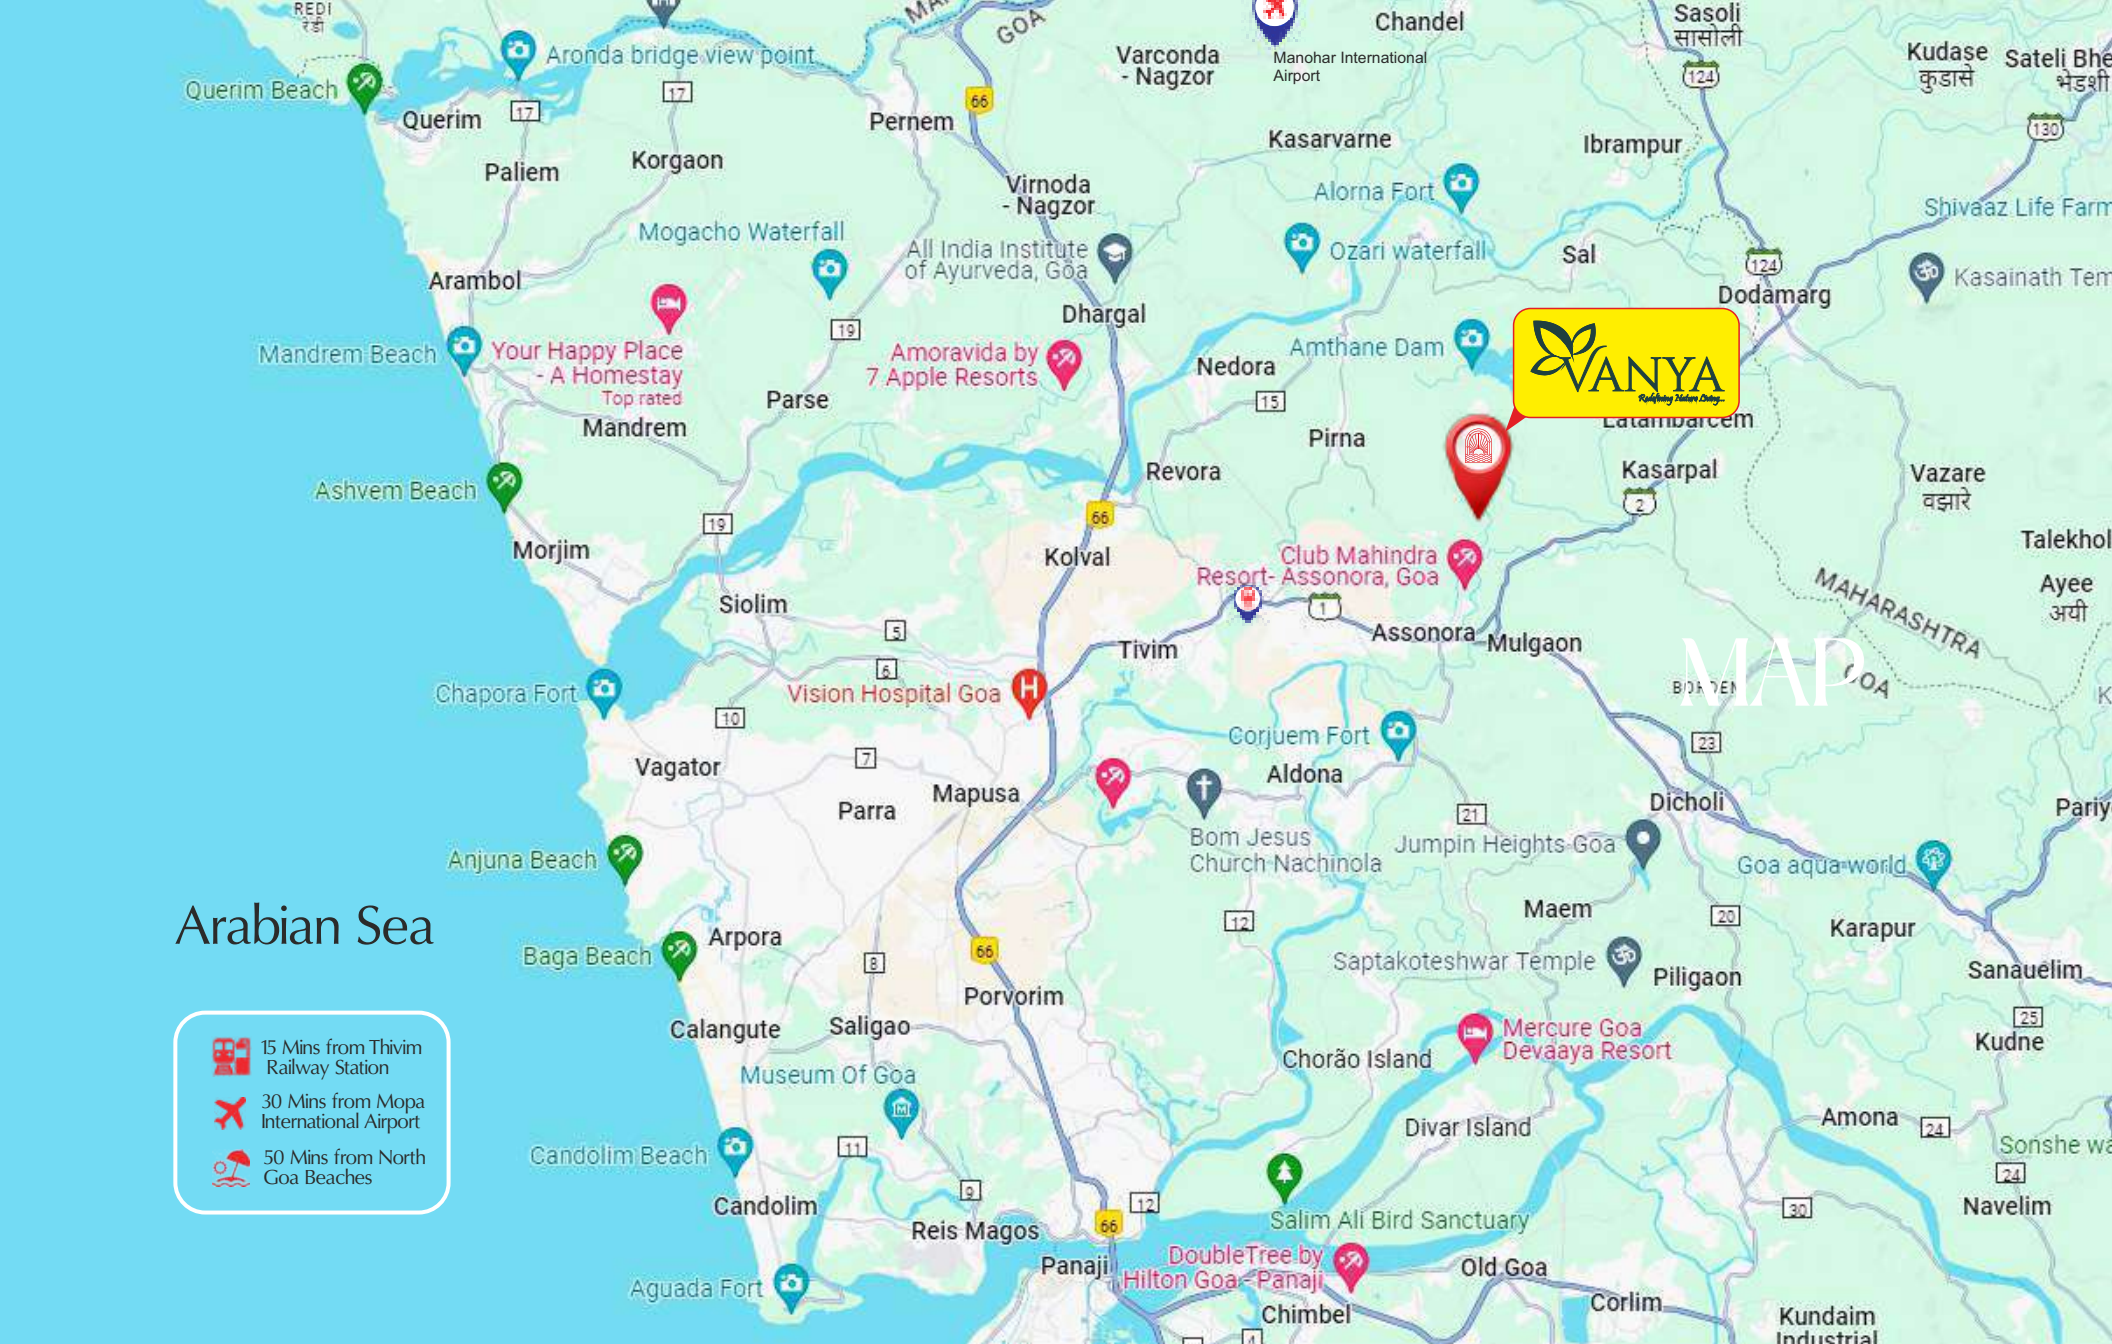 REDI
रेडी
GOA
Chandel
Sasoli
सासोली
Aronda bridge view point
Varconda
- Nagzor
Manohar International
Airport
Kudase
कुडासे
Sateli Bhe
भेडशी
124
130
Querim Beach
17
17
66
Querim
Pernem
Kasarvarne
Ibrampur
Paliem
Korgaon
Virnoda
- Nagzor
Alorna Fort
Shivaaz Life Farm
Mogacho Waterfall
All India Institute
of Ayurveda, Goa
Ozari waterfall
Sal
124
Kasainath Tem
Arambol
Dodamarg
Dhargal
19
Mandrem Beach
Your Happy Place
- A Homestay
Top rated
Amoravida by
7 Apple Resorts
Nedora
Amthane Dam
VANYA
Redefining Nature Living...
15
Parse
Mandrem
Latambarcem
Pirna
Revora
Kasarpal
2
Vazare
वझारे
Ashvem Beach
19
66
Morjim
Kolval
Club Mahindra
Resort- Assonora, Goa
Talekhol
Ayee
अयी
MAHARASHTRA
GOA
Siolim
1
5
Assonora
Mulgaon
Tivim
MAP
6
Chapora Fort
Vision Hospital Goa
10
Corjuem Fort
23
7
Vagator
Aldona
Mapusa
Parra
Dicholi
Pariy
21
Bom Jesus
Church Nachinola
Jumpin Heights Goa
Anjuna Beach
Goa aqua world
Arabian Sea
12
Maem
20
Karapur
Arpora
Baga Beach
66
8
Saptakoteshwar Temple
Piligaon
Sanauelim
Porvorim
25
Calangute
Saligao
Mercure Goa
Devaaya Resort
Kudne
Chorão Island
15 Mins from Thivim
Railway Station
30 Mins from Mopa
International Airport
50 Mins from North
Goa Beaches
Museum Of Goa
Divar Island
Amona
24
Candolim Beach
11
Sonshe wa
24
9
12
30
Candolim
Navelim
66
Salim Ali Bird Sanctuary
Reis Magos
Panaji
DoubleTree by
Hilton Goa - Panaji
Old Goa
Aguada Fort
Chimbel
Corlim
Kundaim
Industrial
4